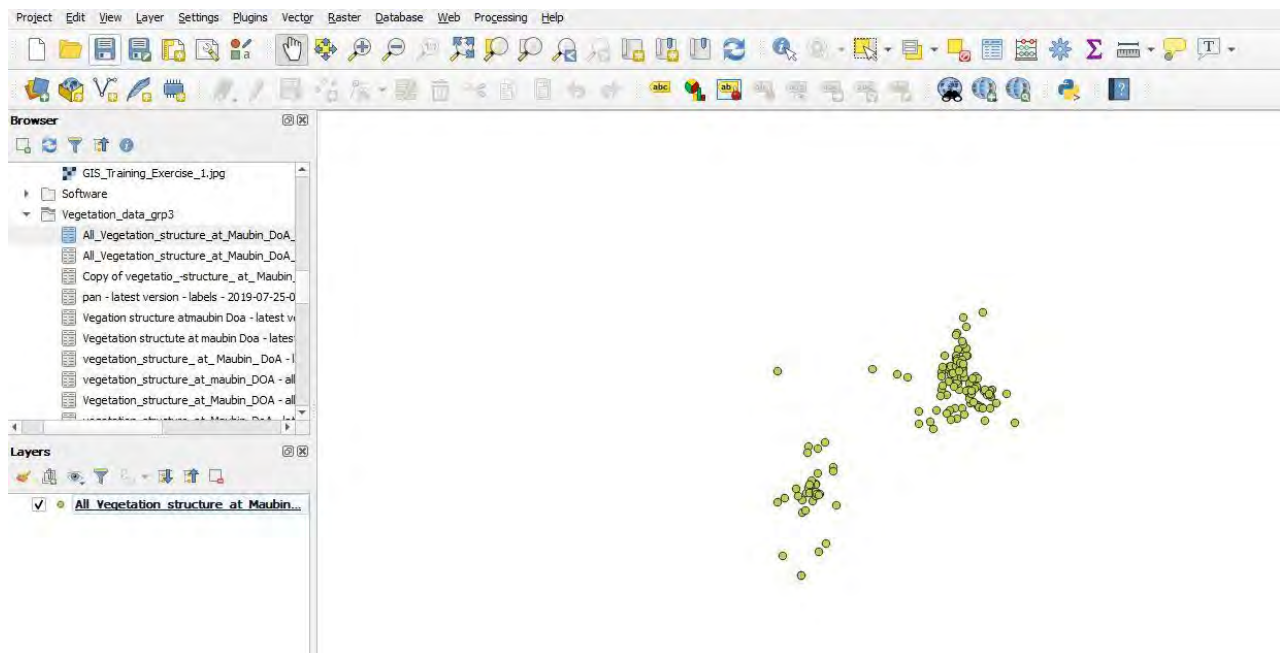 Project Edit View Layer Settings Plugins Vector Raster Database Web Processing Help
abc
ab
T
Browser
GIS_Training_Exercise_1.jpg
Software
Vegetation_data_grp3
All_Vegetation_structure_at_Maubin_DoA_
All_Vegetation_structure_at_Maubin_DoA_
Copy of vegetatio_-structure_ at_ Maubin_
pan - latest version - labels - 2019-07-25-0
Vegation structure atmaubin Doa - latest v
Vegetation structute at maubin Doa - lates
vegetation_structure_ at_ Maubin_ DoA - l
vegetation_structure_at_maubin_DOA - all
Vegetation_structure_at_Maubin_DOA - all
Layers
All Vegetation structure at Maubin...